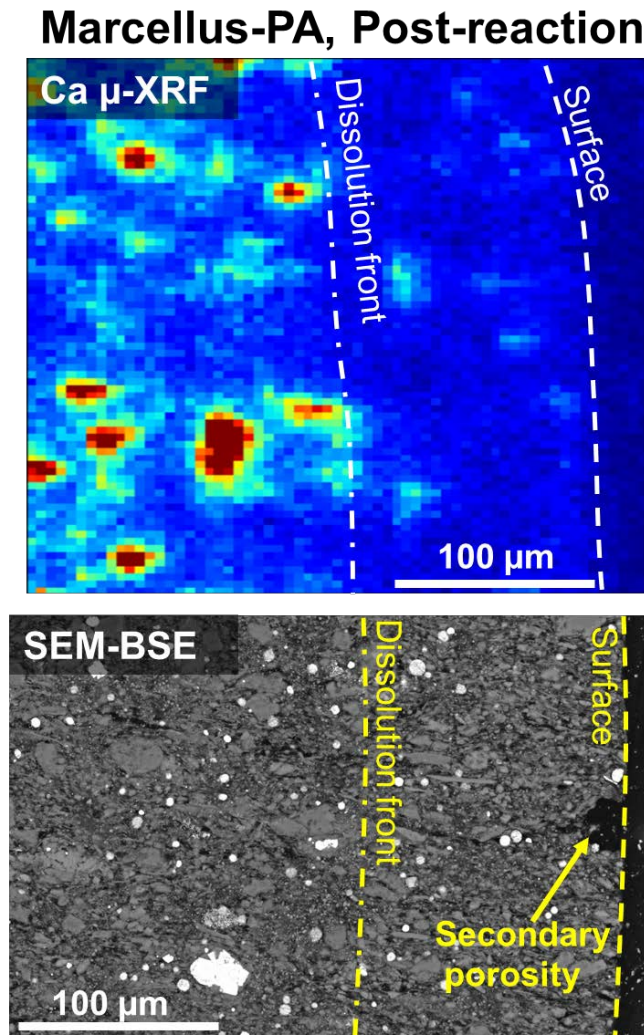 Marcellus-PA, Post-reaction
Ca μ-XRF
Dissolution front
Surface
100 μm
SEM-BSE
Dissolution front
Surface
Secondary
porosity
100 μm